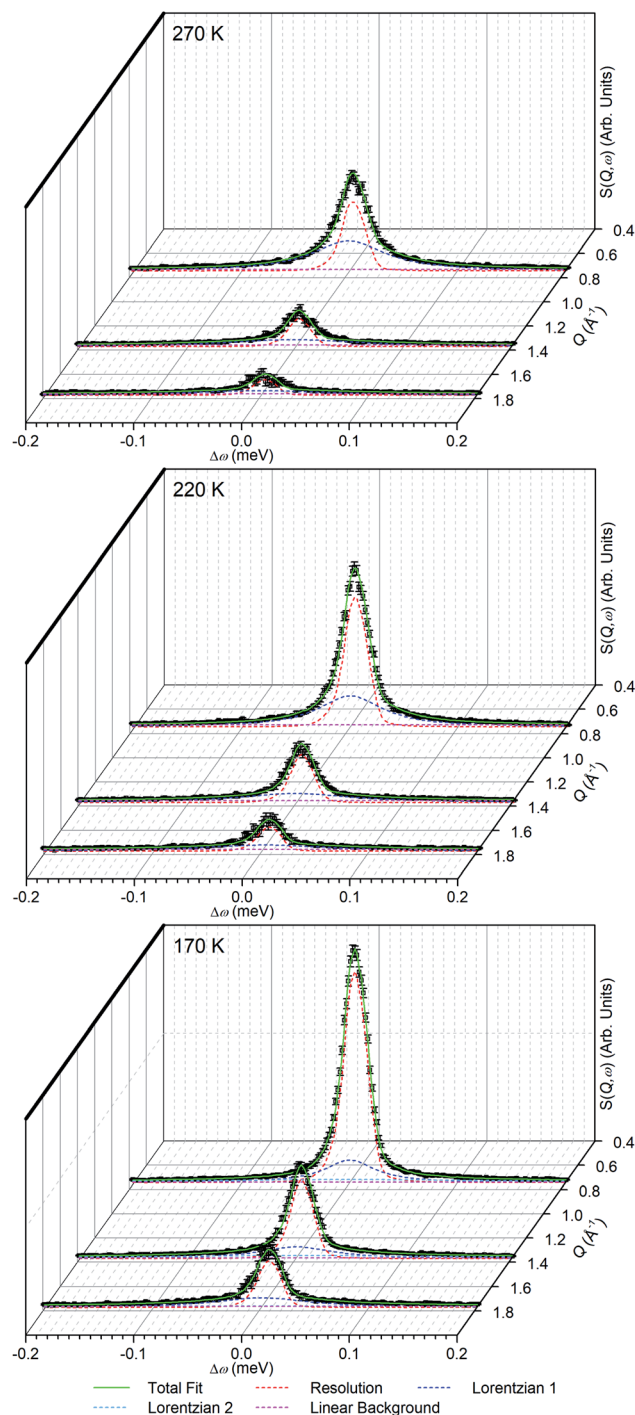 270 K
S(Q,ω) (Arb. Units)
0.4
0.6
0.8
1.0
1.2
1.4
1.6
1.8
Q (Å⁻¹)
-0.2
-0.1
0.0
0.1
0.2
Δω (meV)
220 K
S(Q,ω) (Arb. Units)
0.4
0.6
0.8
1.0
1.2
1.4
1.6
1.8
Q (Å⁻¹)
-0.2
-0.1
0.0
0.1
0.2
Δω (meV)
170 K
S(Q,ω) (Arb. Units)
0.4
0.6
0.8
1.0
1.2
1.4
1.6
1.8
Q (Å⁻¹)
-0.2
-0.1
0.0
0.1
0.2
Δω (meV)
Total Fit
Resolution
Lorentzian 1
Lorentzian 2
Linear Background